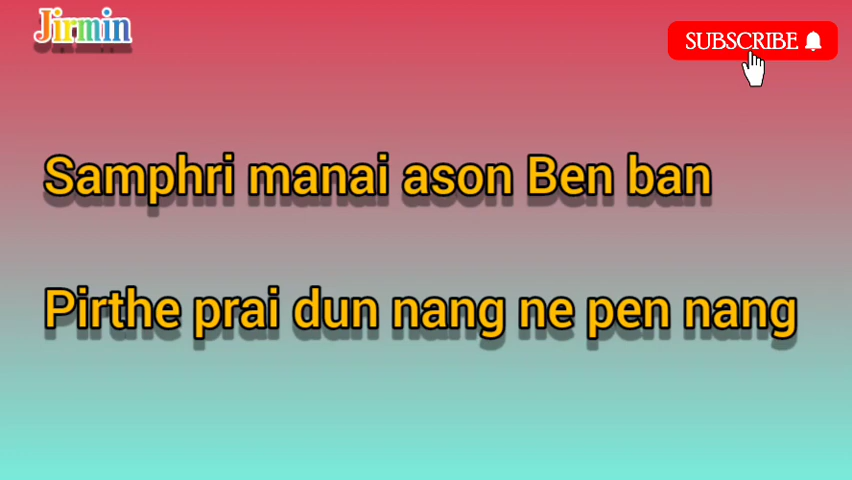 Jirmin
SUBSCRIBE
Samphri manai ason Ben ban
Pirthe prai dun nang ne pen nang